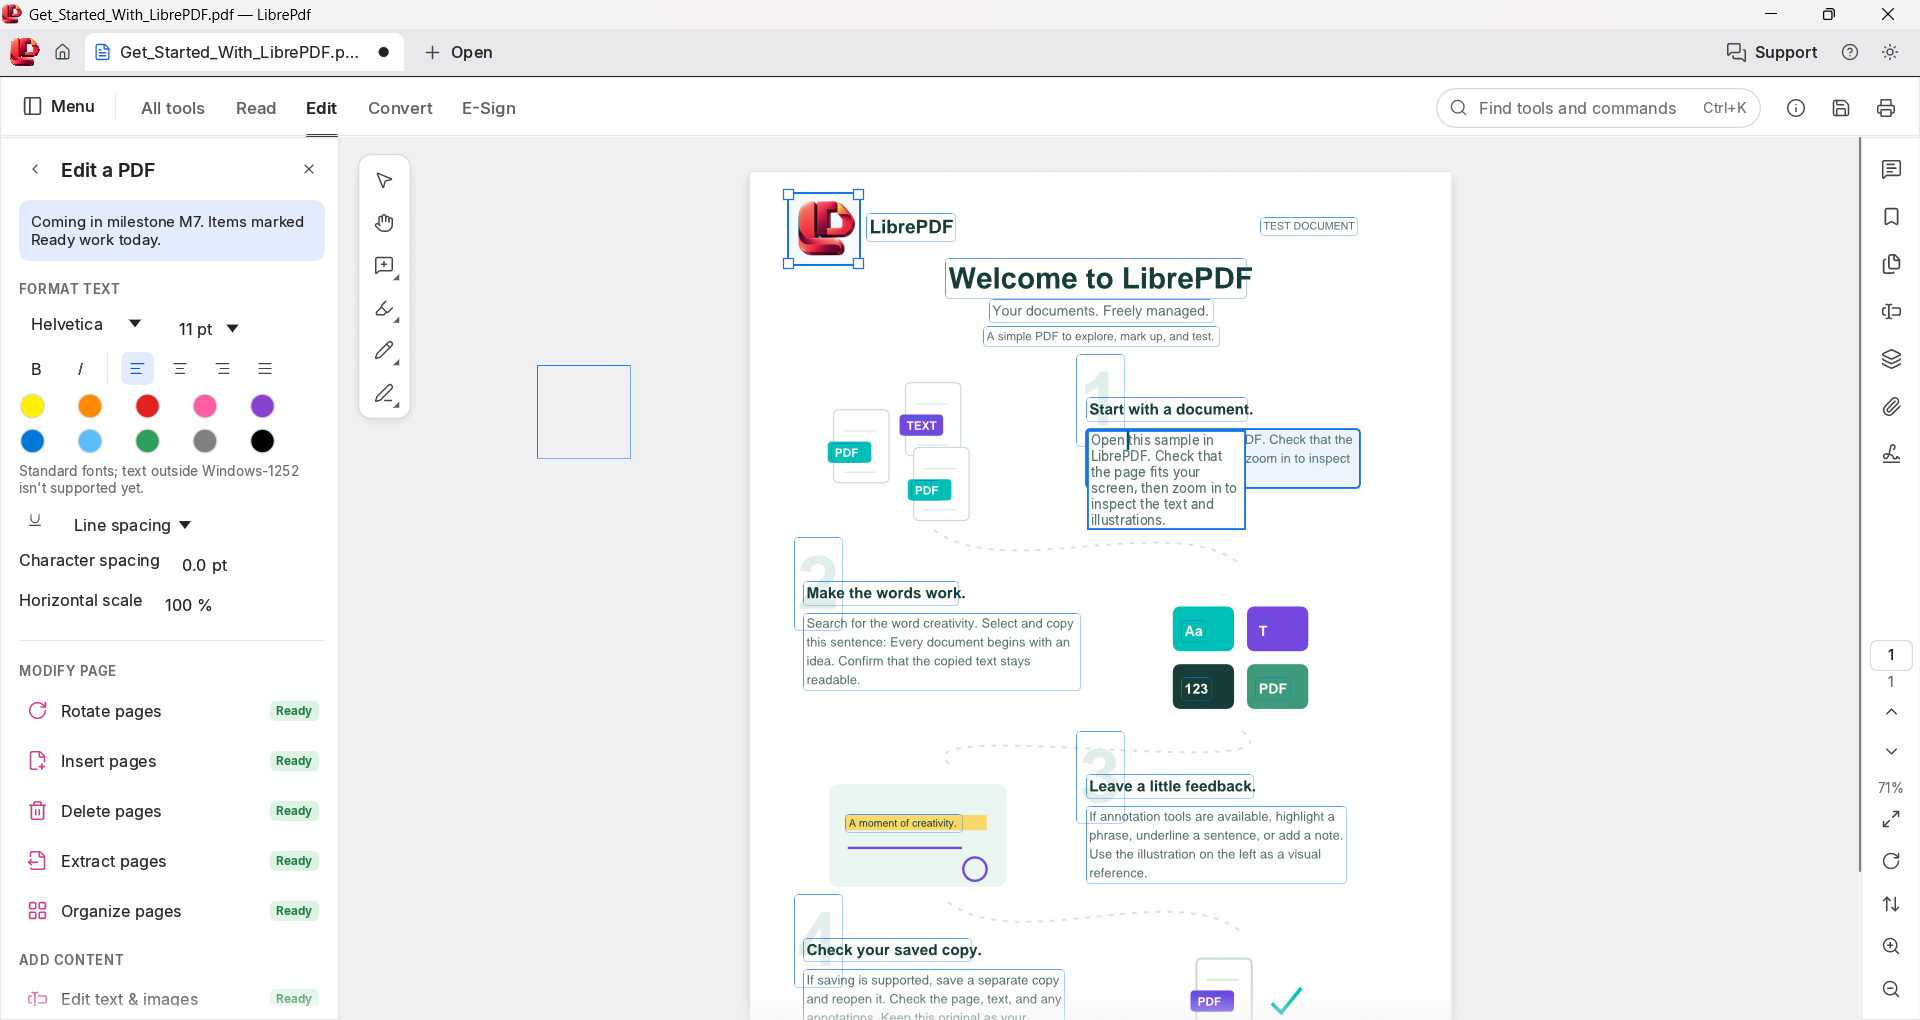 Get_Started_With_LibrePDF.pdf — LibrePdf
Get_Started_With_LibrePDF.p...
Open
Support
Menu
All tools
Read
Edit
Convert
E-Sign
Find tools and commands
Ctrl+K
Edit a PDF
Coming in milestone M7. Items marked
Ready work today.
FORMAT TEXT
Helvetica
11 pt
B
I
Standard fonts; text outside Windows-1252
isn't supported yet.
U
Line spacing
Character spacing
0.0 pt
Horizontal scale
100 %
MODIFY PAGE
Rotate pages
Ready
Insert pages
Ready
Delete pages
Ready
Extract pages
Ready
Organize pages
Ready
ADD CONTENT
Edit text & images
Ready
LibrePDF
TEST DOCUMENT
Welcome to LibrePDF
Your documents. Freely managed.
A simple PDF to explore, mark up, and test.
TEXT
PDF
PDF
1
Start with a document.
Open this sample in
LibrePDF. Check that
the page fits your
screen, then zoom in to
inspect the text and
illustrations.
DF. Check that the
zoom in to inspect
2
Make the words work.
Search for the word creativity. Select and copy
this sentence: Every document begins with an
idea. Confirm that the copied text stays
readable.
Aa
T
123
PDF
A moment of creativity.
3
Leave a little feedback.
If annotation tools are available, highlight a
phrase, underline a sentence, or add a note.
Use the illustration on the left as a visual
reference.
4
Check your saved copy.
If saving is supported, save a separate copy
and reopen it. Check the page, text, and any
annotations. Keep this original as your
PDF
1
1
71%